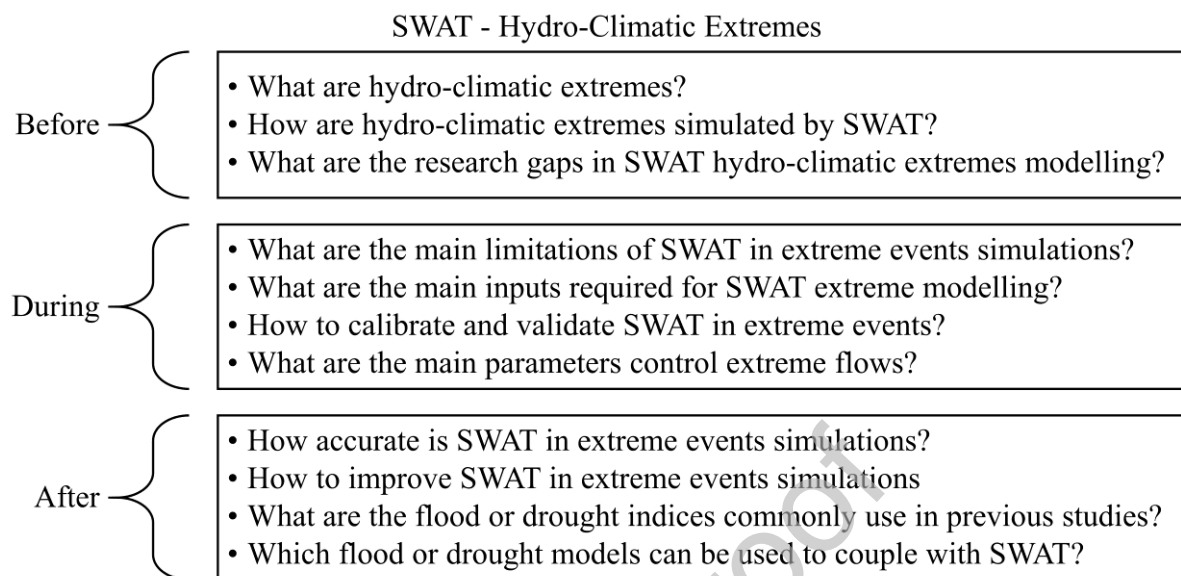 SWAT - Hydro-Climatic Extremes
Before
• What are hydro-climatic extremes?
• How are hydro-climatic extremes simulated by SWAT?
• What are the research gaps in SWAT hydro-climatic extremes modelling?
During
• What are the main limitations of SWAT in extreme events simulations?
• What are the main inputs required for SWAT extreme modelling?
• How to calibrate and validate SWAT in extreme events?
• What are the main parameters control extreme flows?
After
• How accurate is SWAT in extreme events simulations?
• How to improve SWAT in extreme events simulations
• What are the flood or drought indices commonly use in previous studies?
• Which flood or drought models can be used to couple with SWAT?